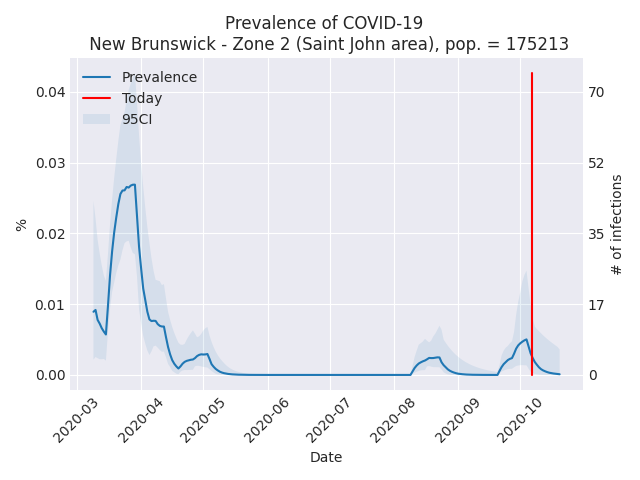 Prevalence of COVID-19
New Brunswick - Zone 2 (Saint John area), pop. = 175213
Prevalence
Today
95CI
0.04
0.03
0.02
0.01
0.00
%
70
52
35
17
0
# of infections
2020-03
2020-04
2020-05
2020-06
2020-07
2020-08
2020-09
2020-10
Date